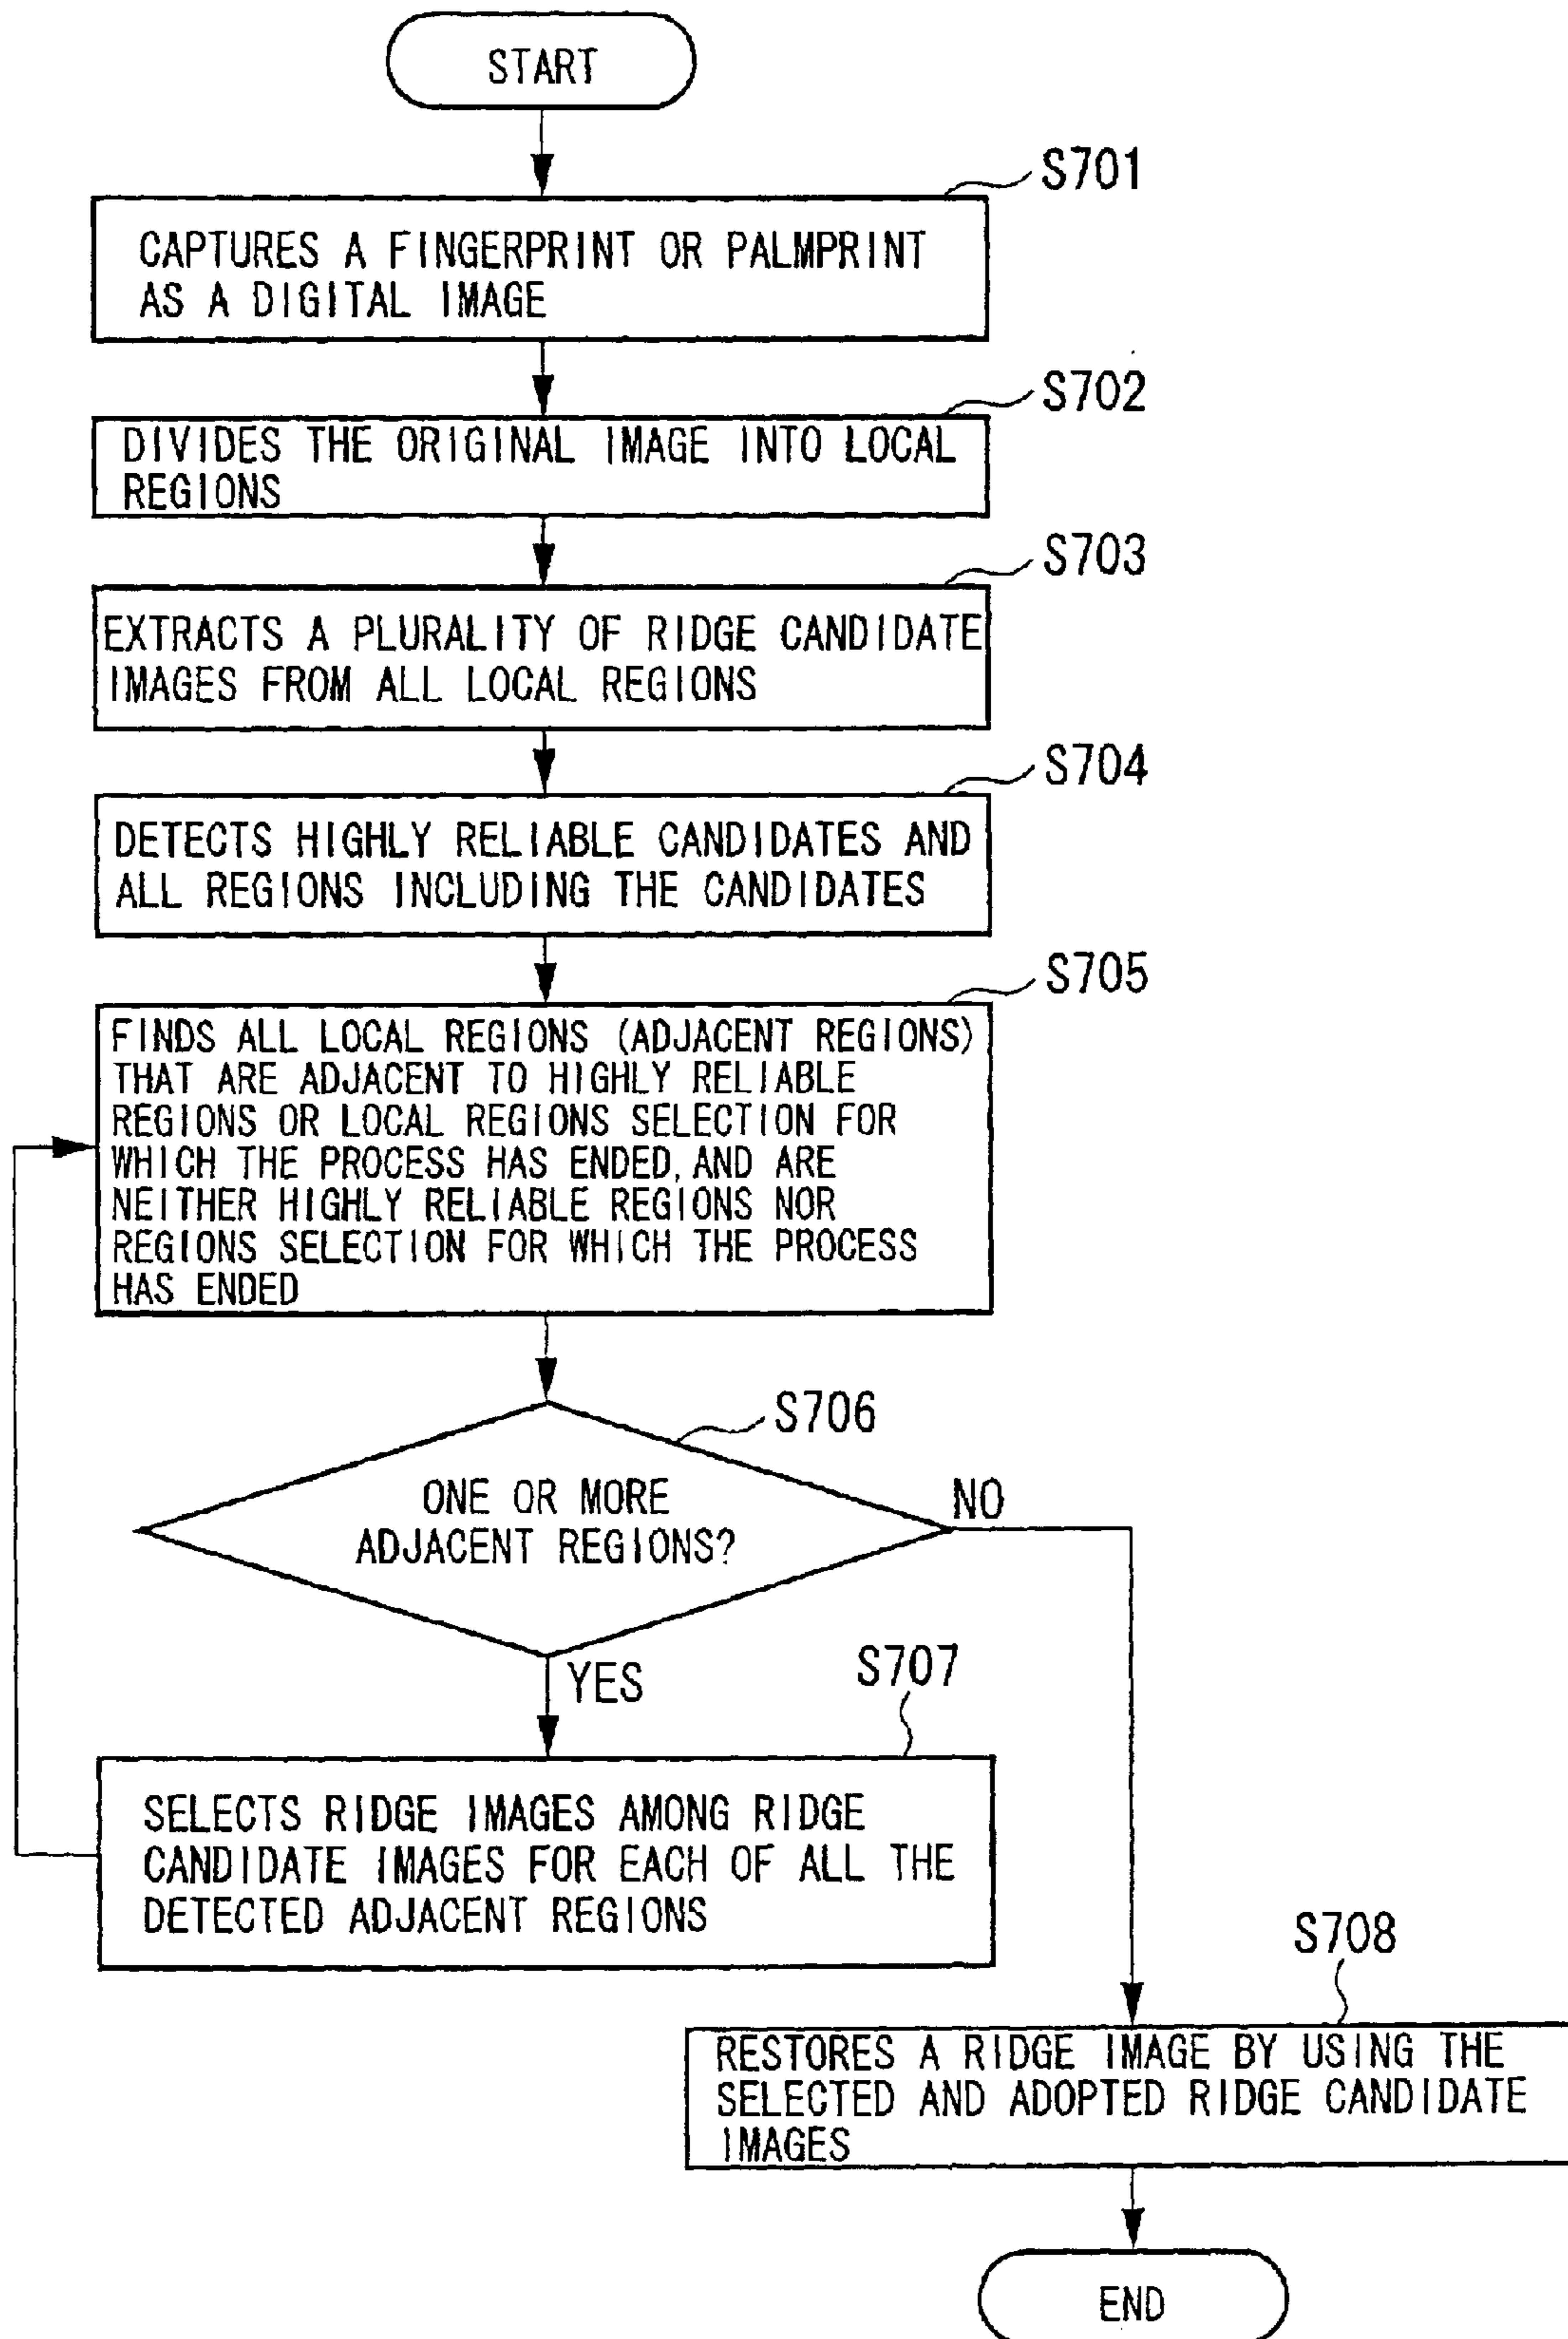 START
S701
CAPTURES A FINGERPRINT OR PALMPRINT
AS A DIGITAL IMAGE
S702
DIVIDES THE ORIGINAL IMAGE INTO LOCAL
REGIONS
S703
EXTRACTS A PLURALITY OF RIDGE CANDIDATE
IMAGES FROM ALL LOCAL REGIONS
S704
DETECTS HIGHLY RELIABLE CANDIDATES AND
ALL REGIONS INCLUDING THE CANDIDATES
S705
FINDS ALL LOCAL REGIONS (ADJACENT REGIONS)
THAT ARE ADJACENT TO HIGHLY RELIABLE
REGIONS OR LOCAL REGIONS SELECTION FOR
WHICH THE PROCESS HAS ENDED, AND ARE
NEITHER HIGHLY RELIABLE REGIONS NOR
REGIONS SELECTION FOR WHICH THE PROCESS
HAS ENDED
S706
ONE OR MORE
ADJACENT REGIONS?
NO
YES
S707
SELECTS RIDGE IMAGES AMONG RIDGE
CANDIDATE IMAGES FOR EACH OF ALL THE
DETECTED ADJACENT REGIONS
S708
RESTORES A RIDGE IMAGE BY USING THE
SELECTED AND ADOPTED RIDGE CANDIDATE
IMAGES
END